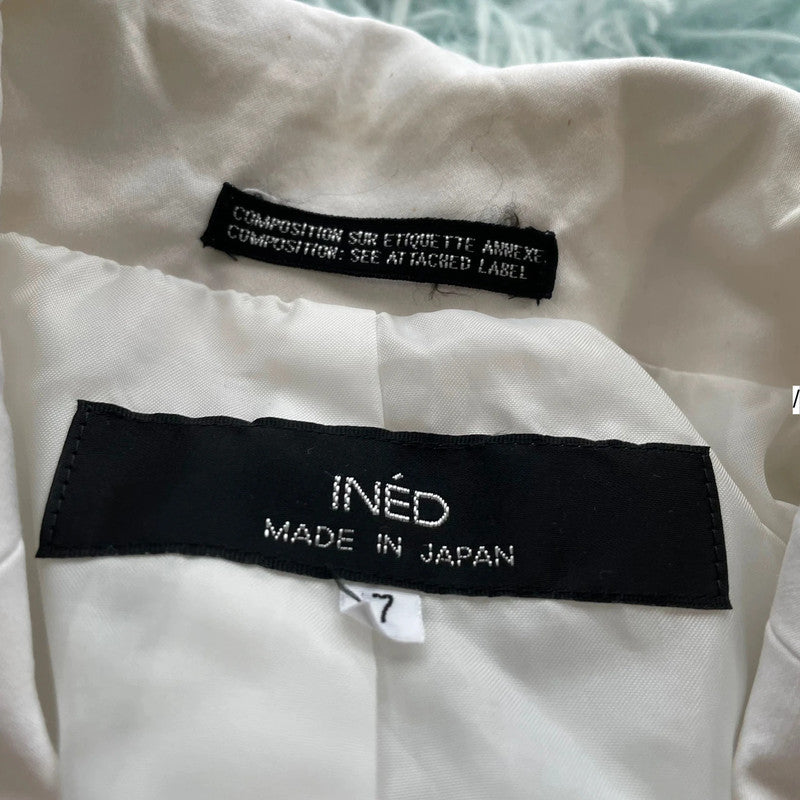 COMPOSITION SUR ETIQUETTE ANNEXE.
COMPOSITION: SEE ATTACHED LABEL
INÉD
MADE IN JAPAN
7